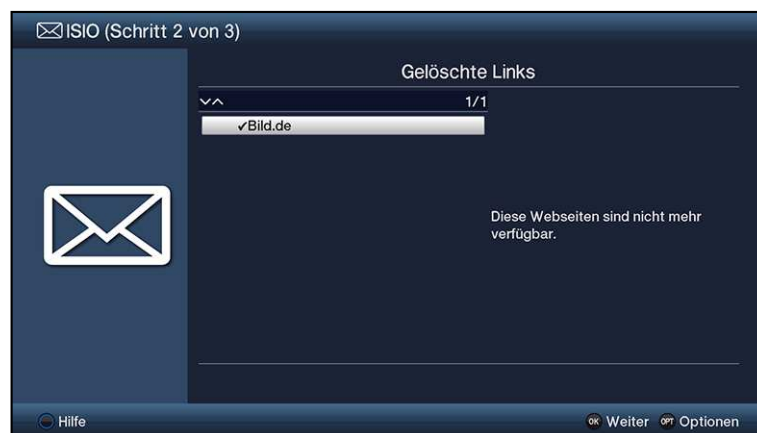 ISIO (Schritt 2 von 3)
Gelöschte Links
1/1
✔Bild.de
Diese Webseiten sind nicht mehr
verfügbar.
Hilfe
OK Weiter OPT Optionen